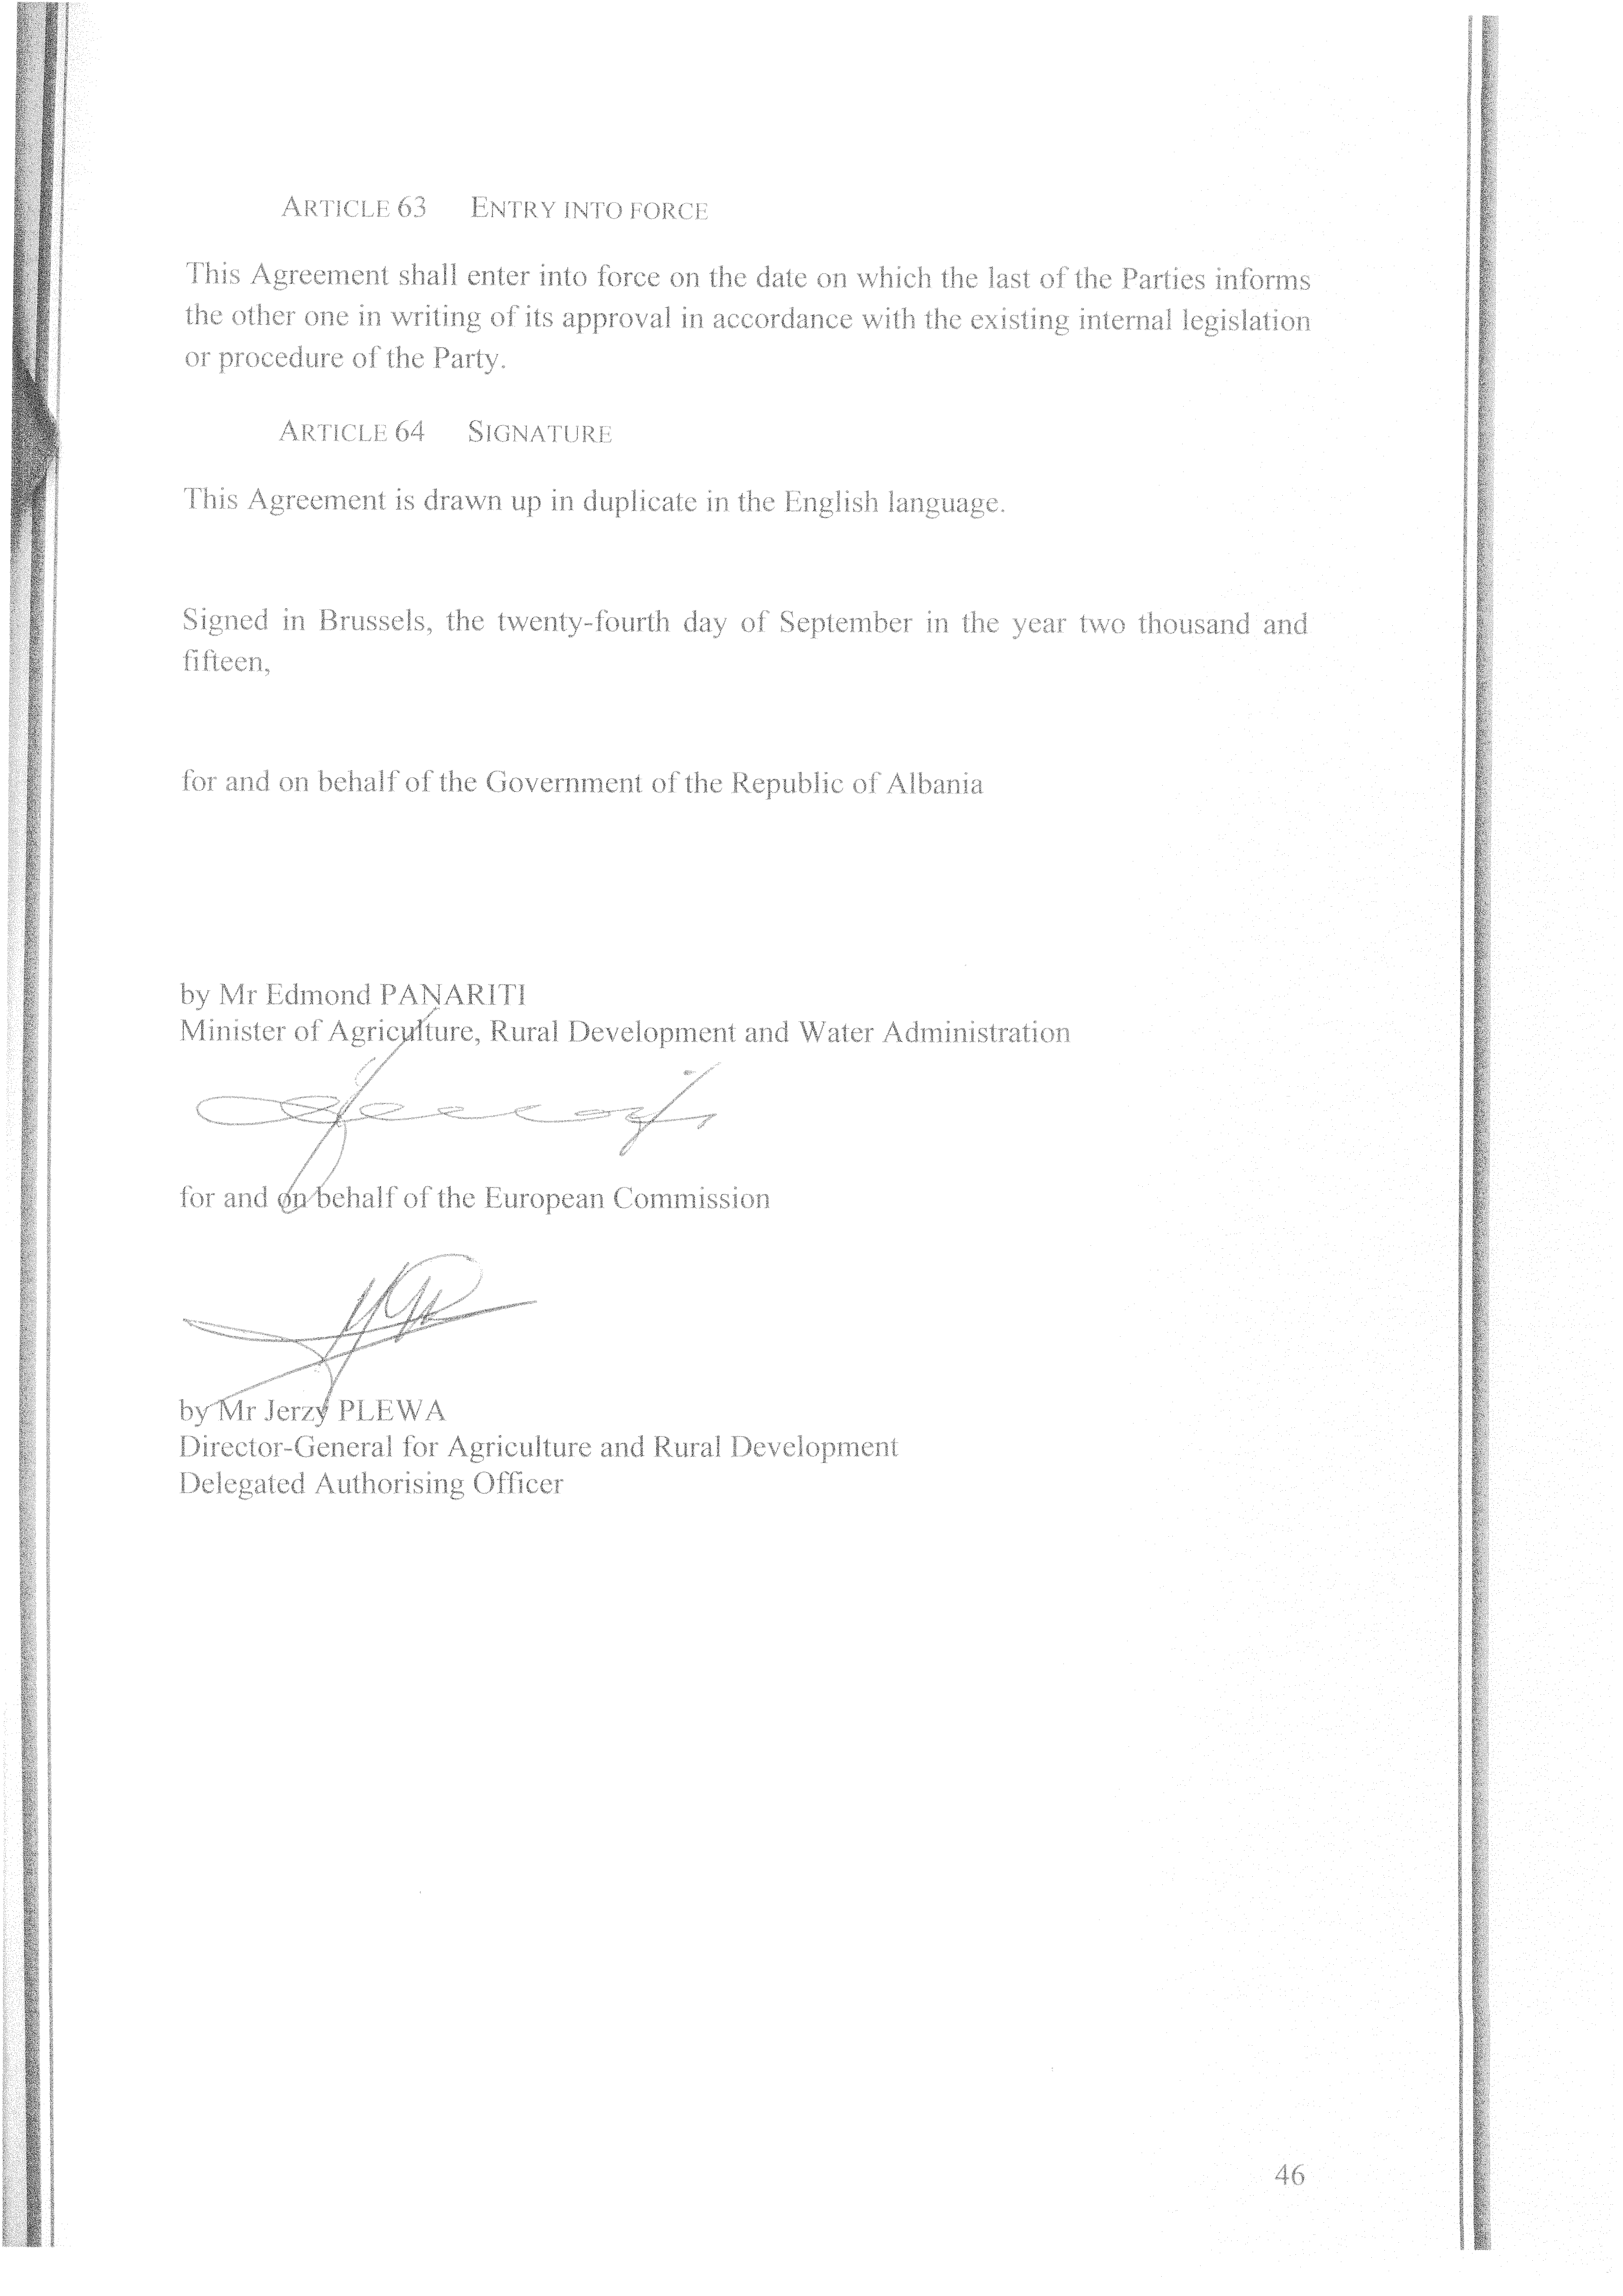 ARTICLE 63 ENTRY INTO FORCE
This Agreement shall enter into force on the date on which the last of the Parties informs
the other one in writing of its approval in accordance with the existing internal legislation
or procedure of the Party.
ARTICLE 64 SIGNATURE
This Agreement is drawn up in duplicate in the English language.
Signed in Brussels, the twenty-fourth day of September in the year two thousand and
fifteen,
for and on behalf of the Government of the Republic of Albania
by Mr Edmond PANARITI
Minister of Agriculture, Rural Development and Water Administration
for and on behalf of the European Commission
by Mr Jerzy PLEWA
Director-General for Agriculture and Rural Development
Delegated Authorising Officer
46